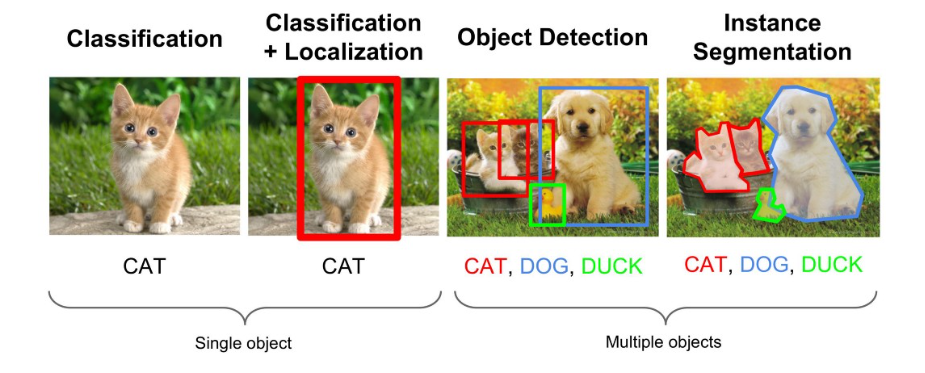 Classification
Classification
+ Localization
Object Detection
Instance
Segmentation
CAT
CAT
CAT, DOG, DUCK
CAT, DOG, DUCK
Single object
Multiple objects